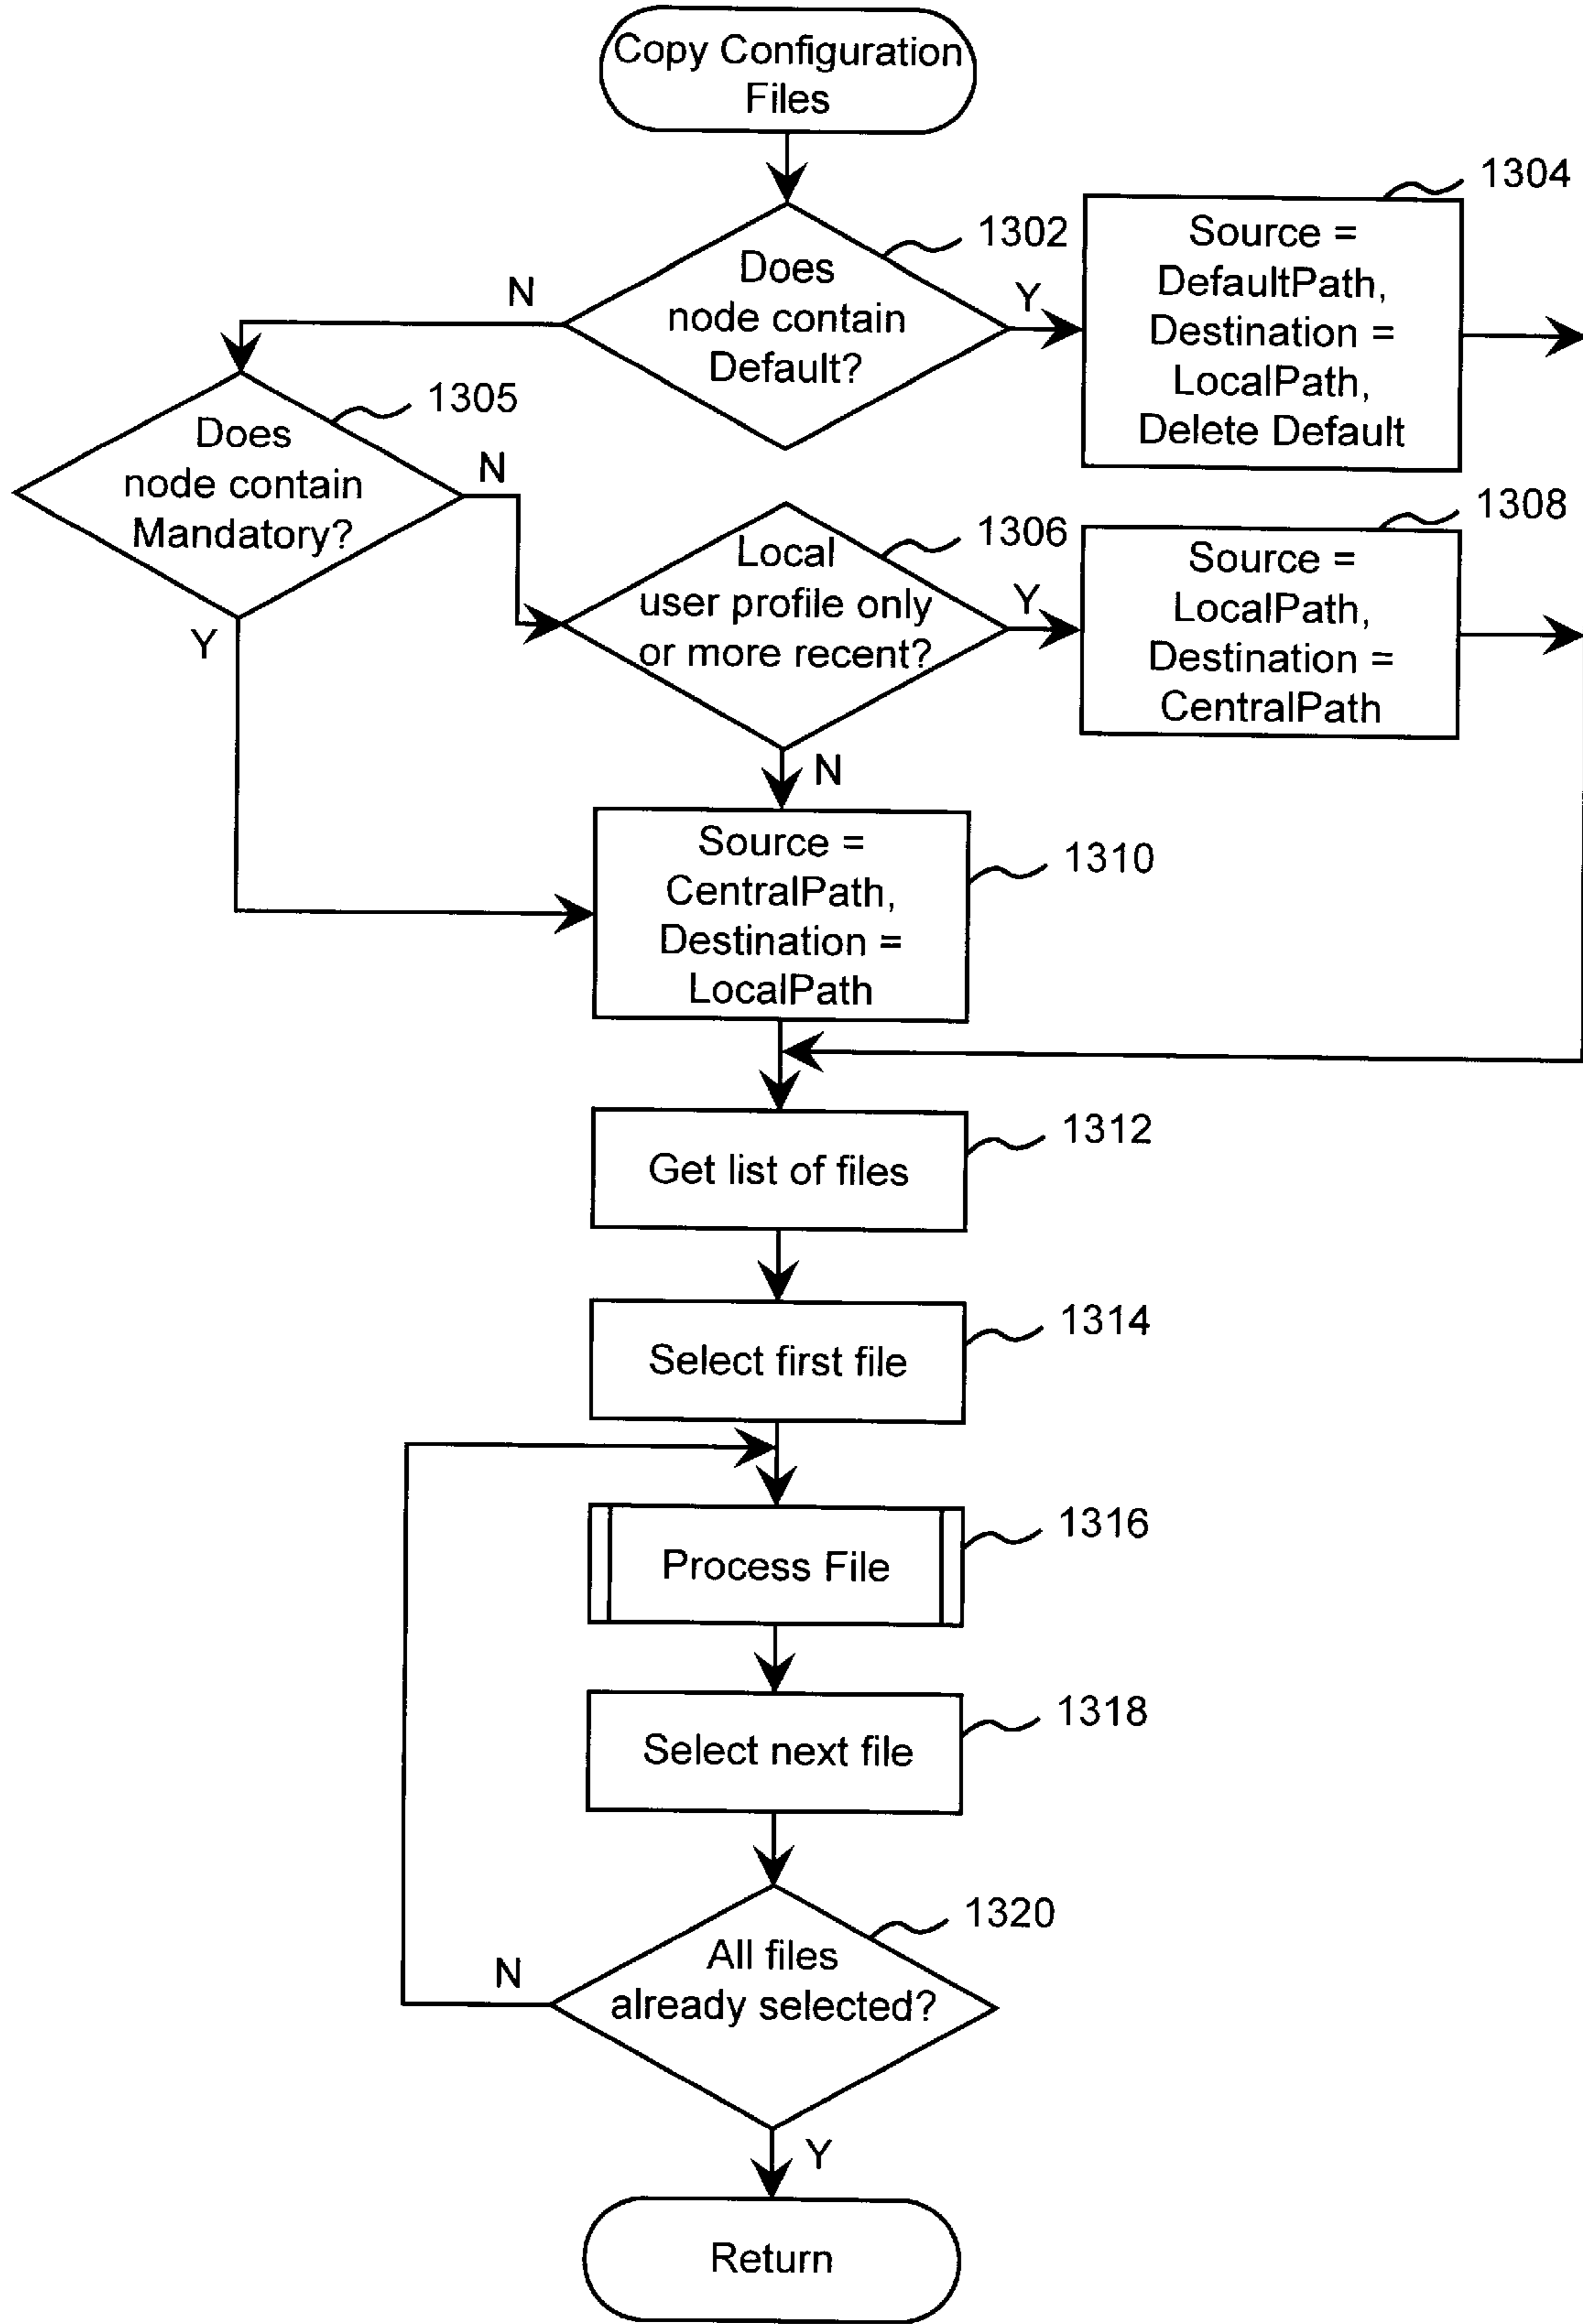 Copy Configuration
Files
1302
Does
node contain
Default?
N
Y
1304
Source =
DefaultPath,
Destination =
LocalPath,
Delete Default
1305
Does
node contain
Mandatory?
N
Y
1306
Local
user profile only
or more recent?
Y
N
1308
Source =
LocalPath,
Destination =
CentralPath
1310
Source =
CentralPath,
Destination =
LocalPath
1312
Get list of files
1314
Select first file
1316
Process File
1318
Select next file
1320
All files
already selected?
N
Y
Return